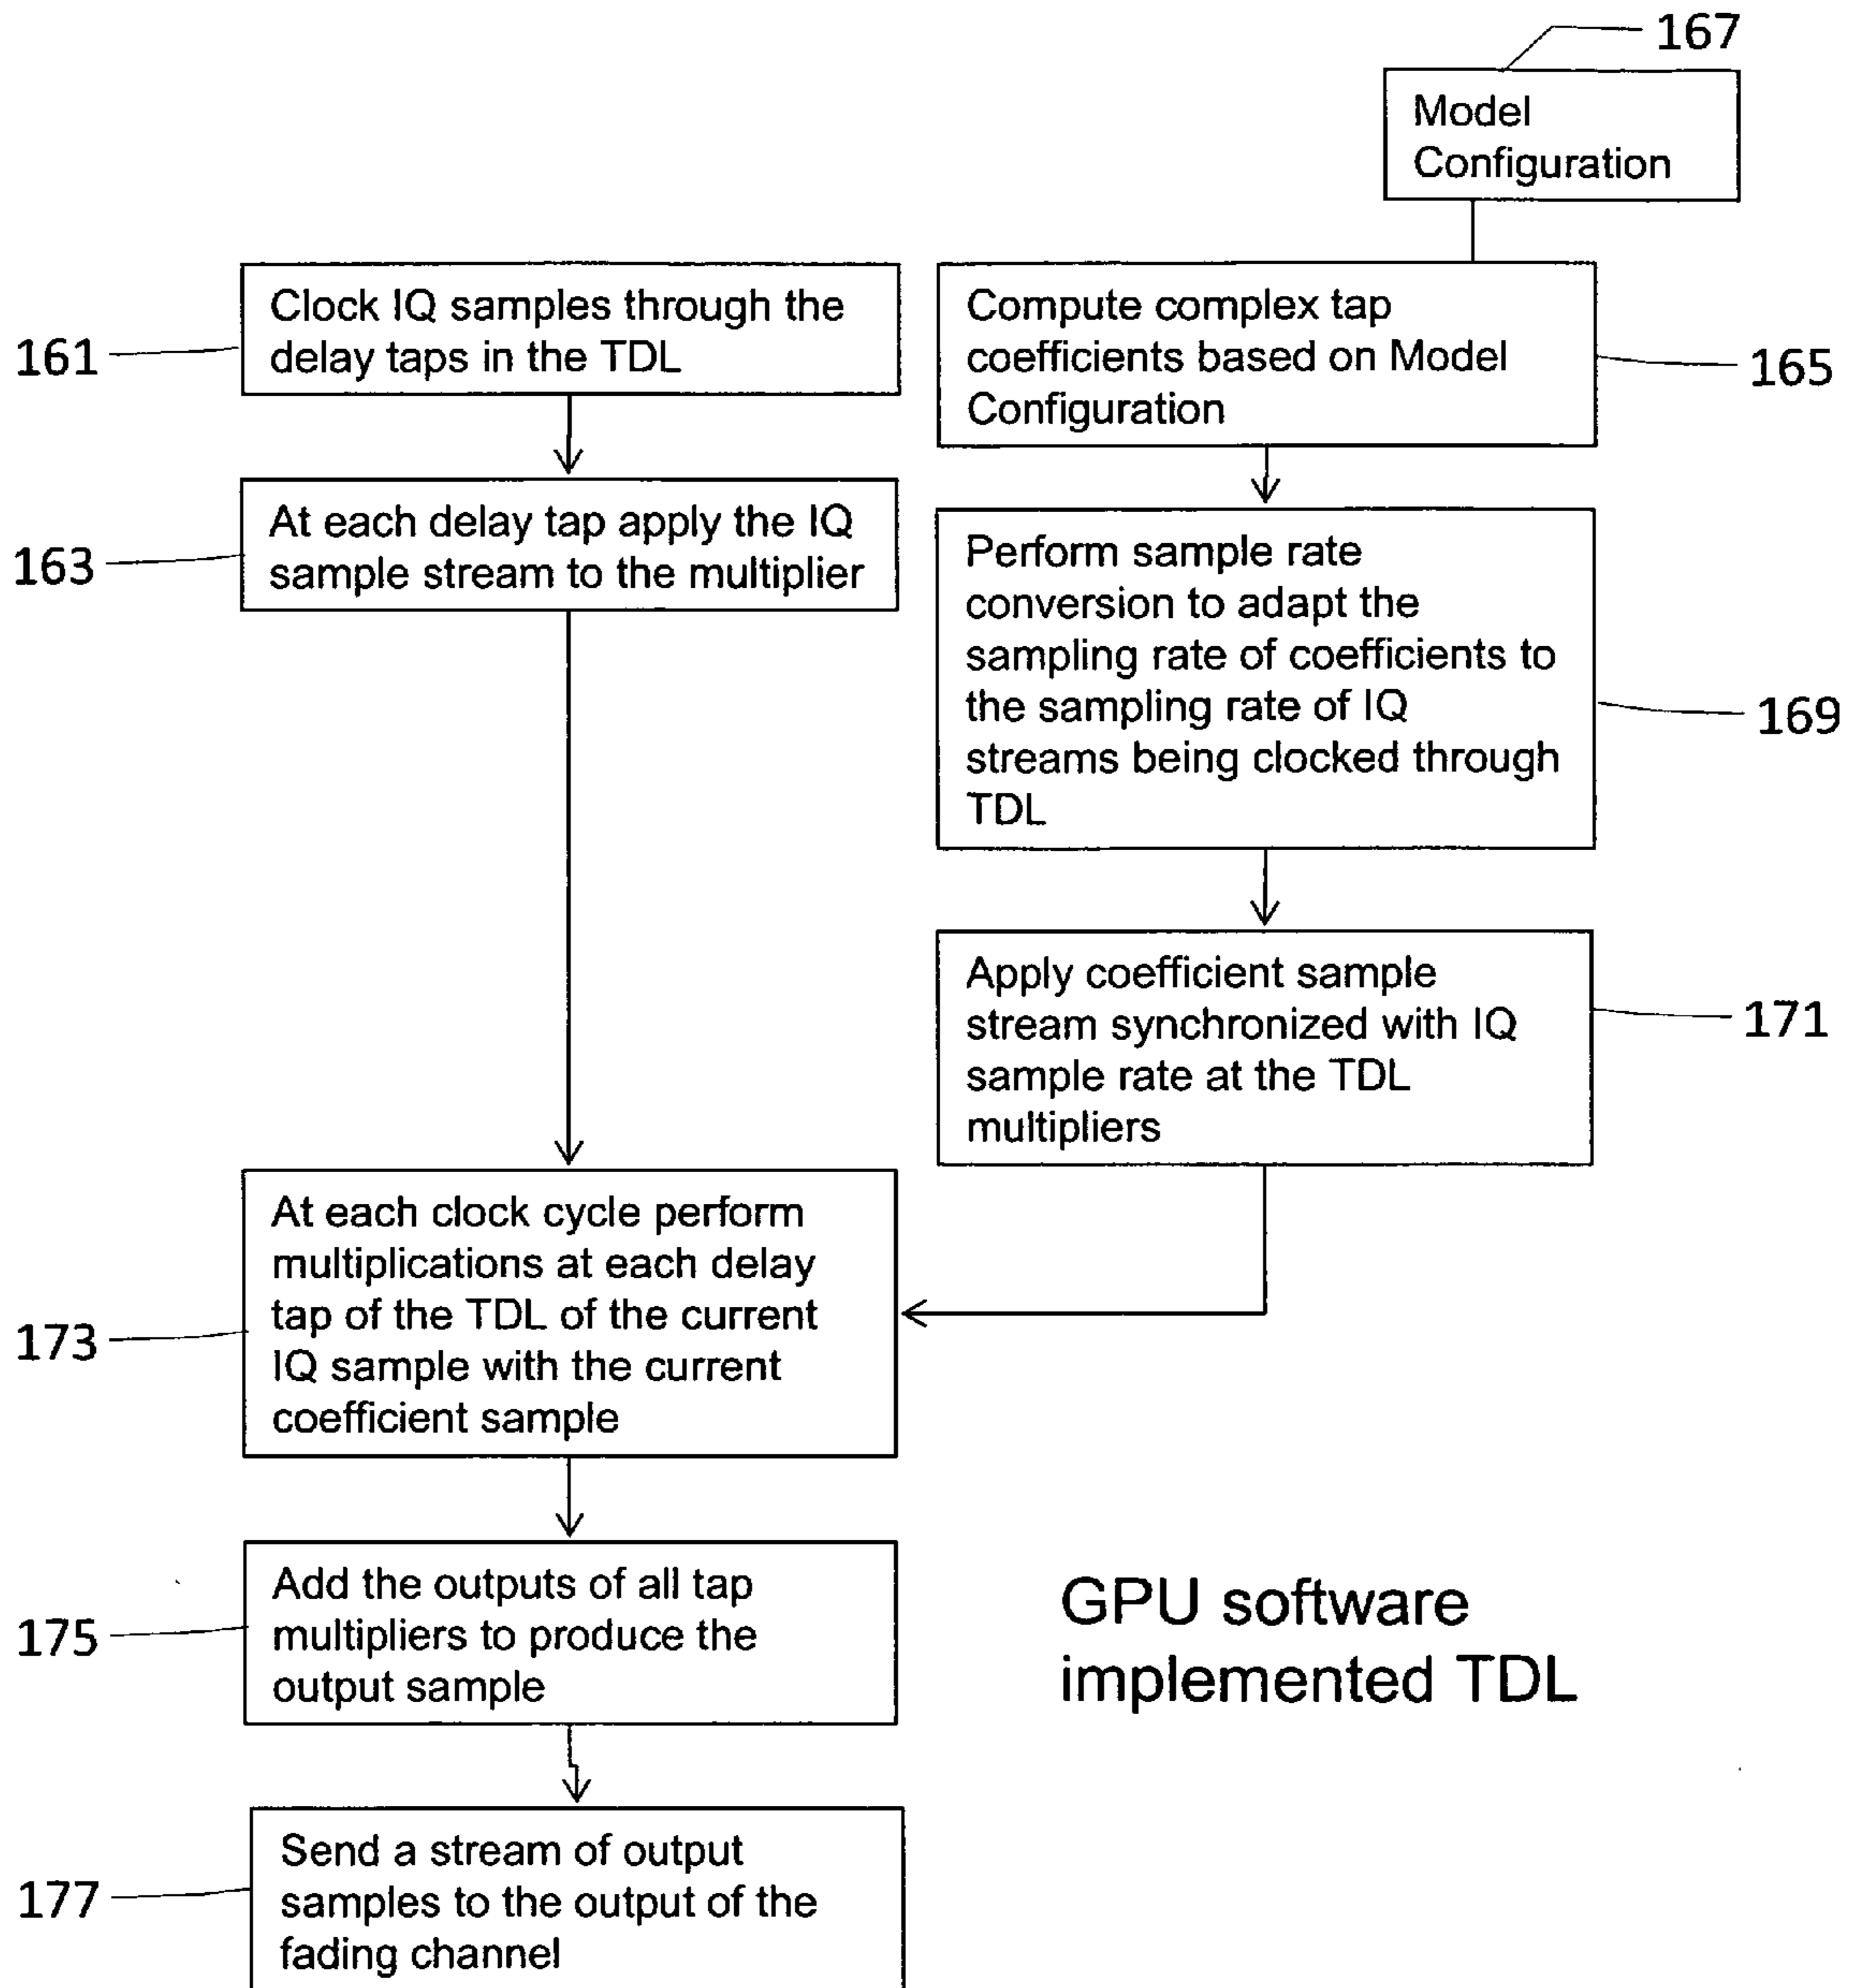 167
Model
Configuration
161
Clock IQ samples through the
delay taps in the TDL
Compute complex tap
coefficients based on Model
Configuration
165
163
At each delay tap apply the IQ
sample stream to the multiplier
Perform sample rate
conversion to adapt the
sampling rate of coefficients to
the sampling rate of IQ
streams being clocked through
TDL
169
Apply coefficient sample
stream synchronized with IQ
sample rate at the TDL
multipliers
171
173
At each clock cycle perform
multiplications at each delay
tap of the TDL of the current
IQ sample with the current
coefficient sample
175
Add the outputs of all tap
multipliers to produce the
output sample
GPU software
implemented TDL
177
Send a stream of output
samples to the output of the
fading channel